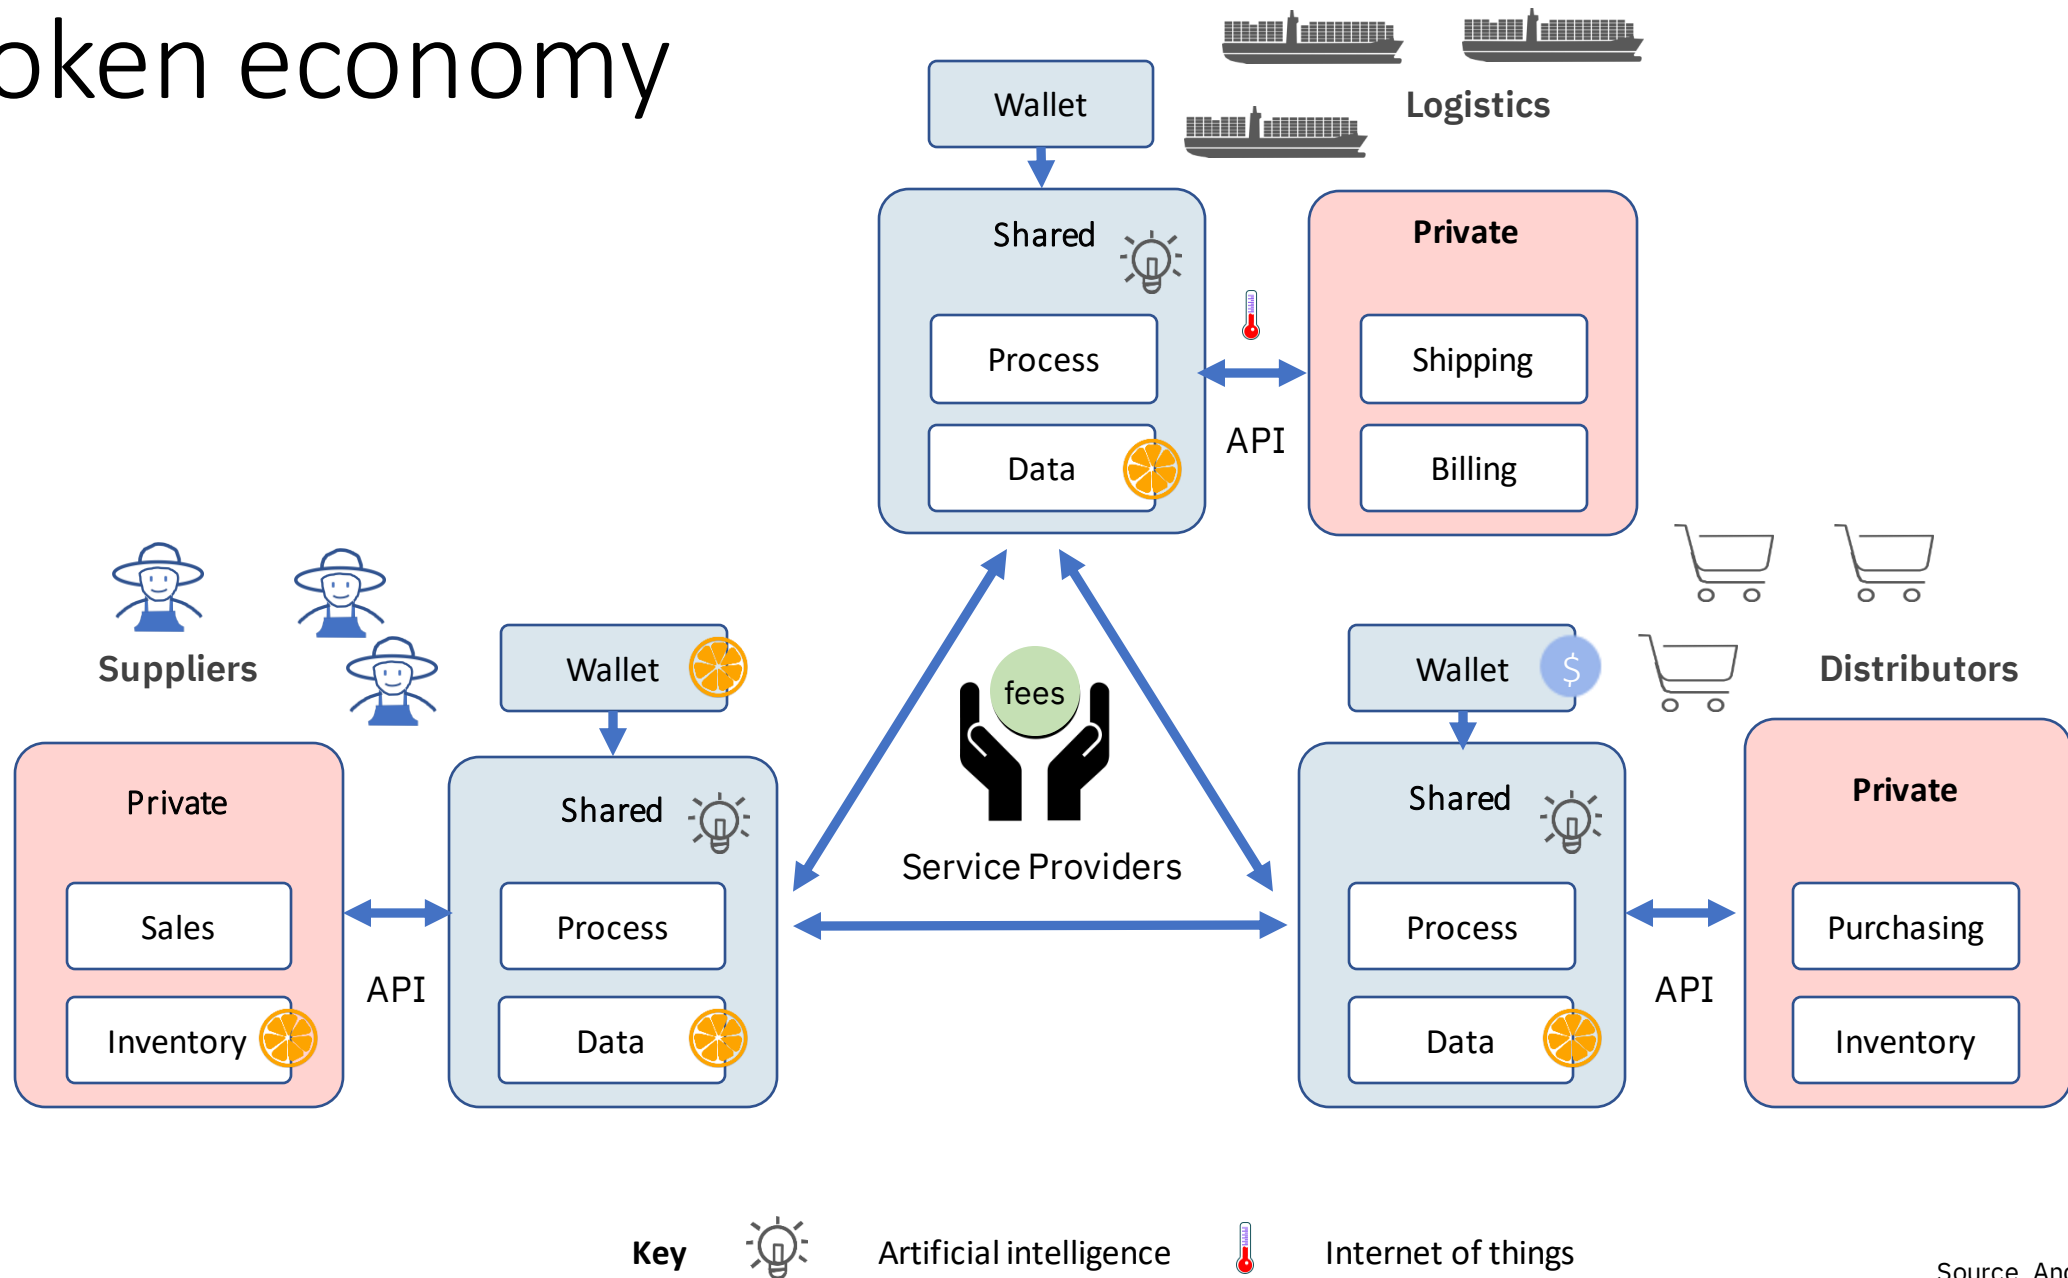 oken economy
Wallet
Logistics
Shared
Private
Process
Shipping
API
Data
Billing
Suppliers
Wallet
fees
Wallet
$
Distributors
Private
Shared
Service Providers
Shared
Private
Sales
Process
Process
Purchasing
API
API
Inventory
Data
Data
Inventory
Key
Artificial intelligence
Internet of things
Source